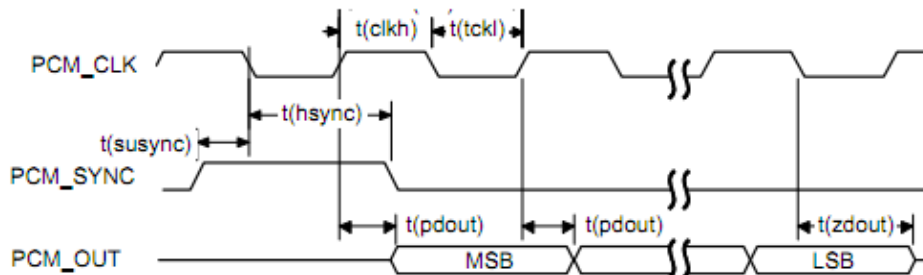 t(clkh) t(tckl)
PCM_CLK
t(hsync)
t(susync)
PCM_SYNC
t(pdout) t(pdout) t(zdout)
PCM_OUT MSB LSB